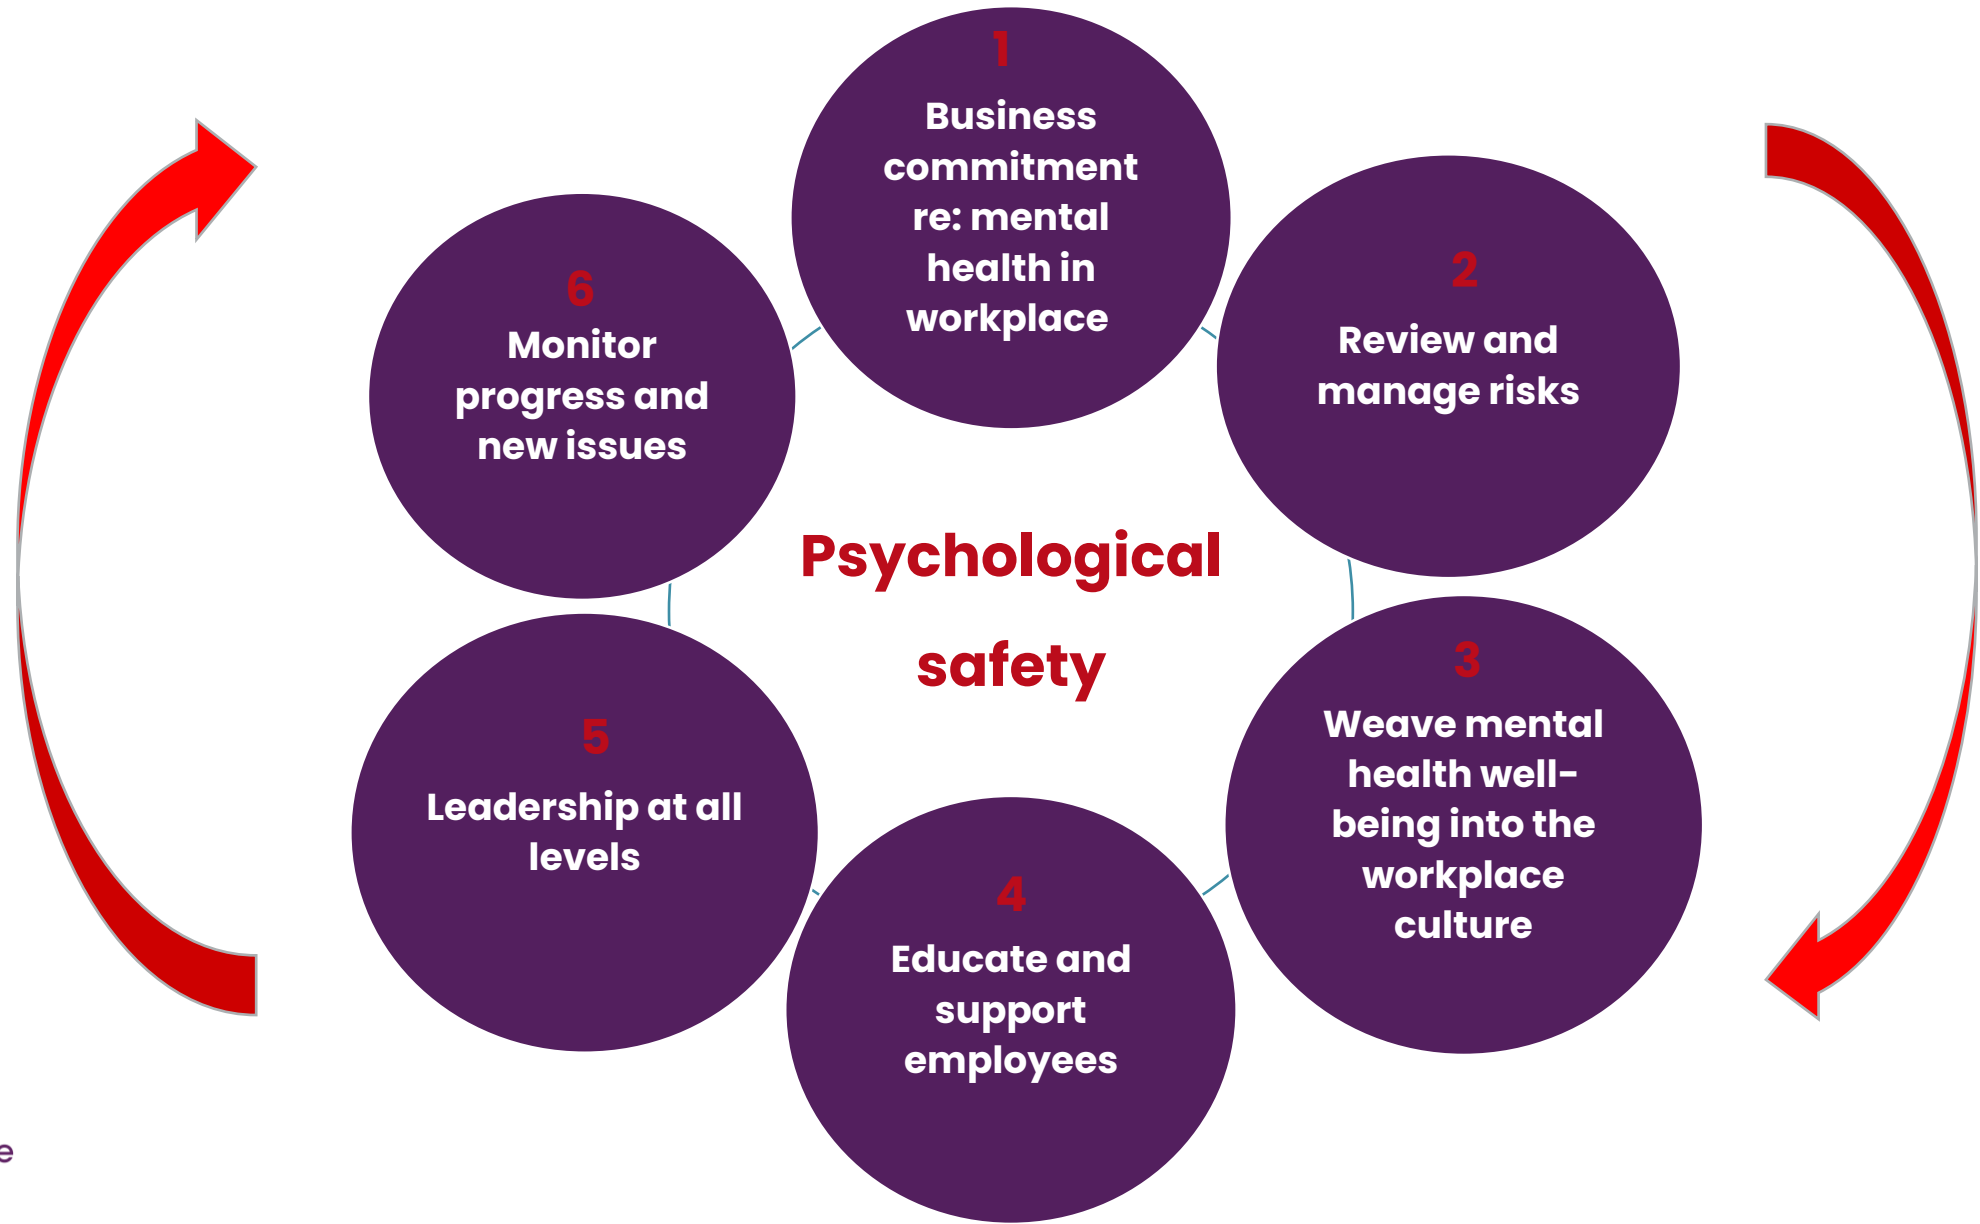 1
Business
commitment
re: mental
health in
workplace
2
Review and
manage risks
3
Weave mental
health well-
being into the
workplace
culture
4
Educate and
support
employees
5
Leadership at all
levels
6
Monitor
progress and
new issues
Psychological
safety
e